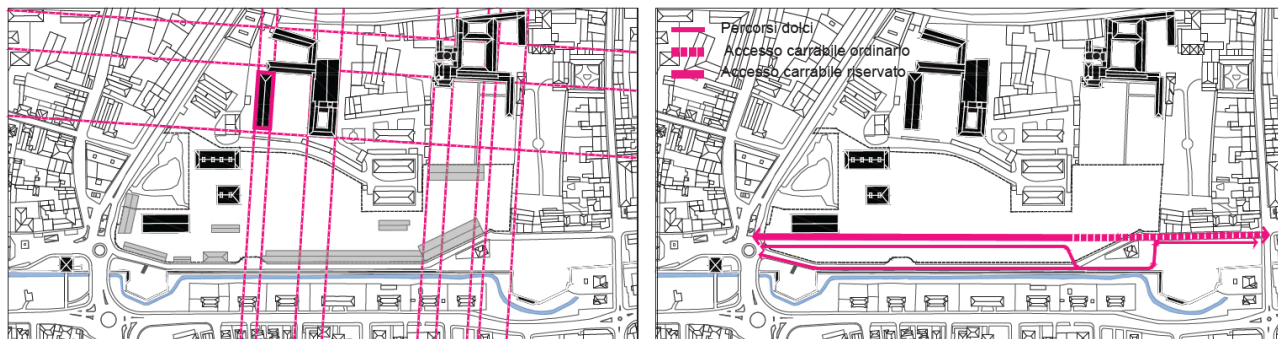 Percorsi dolci
Accesso carrabile ordinario
Accesso carrabile riservato